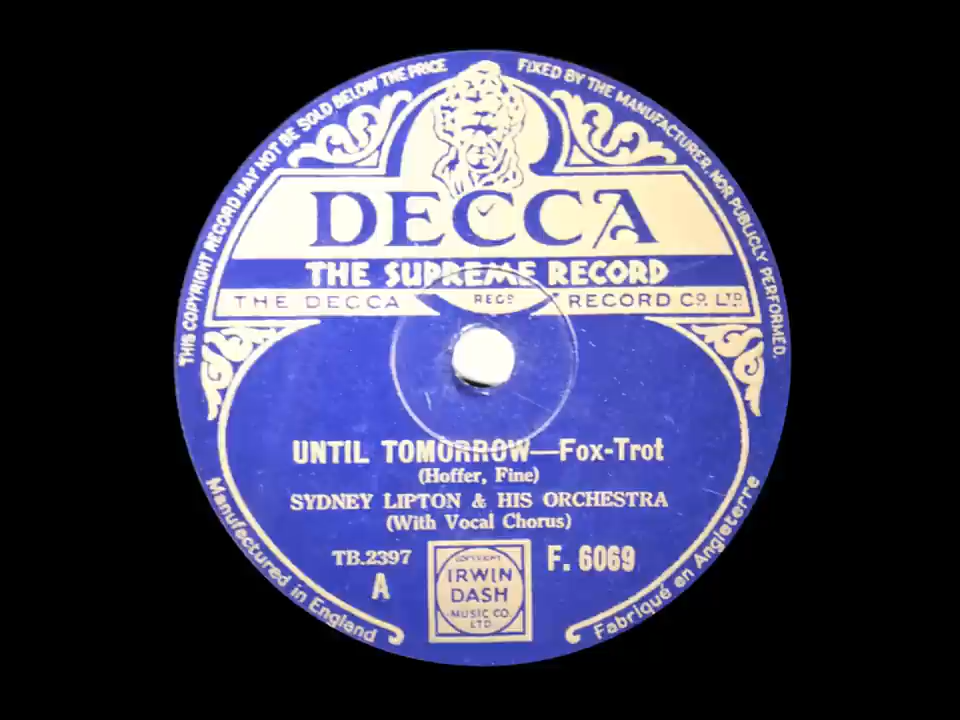 THIS COPYRIGHT RECORD MAY NOT BE SOLD BELOW THE PRICE FIXED BY THE MANUFACTURER, NOR PUBLICLY PERFORMED.
DECCA
THE SUPREME RECORD
THE DECCA REGD RECORD CO. LTD.
UNTIL TOMORROW—Fox-Trot
(Hoffer, Fine)
SYDNEY LIPTON & HIS ORCHESTRA
(With Vocal Chorus)
TB.2397
A
COPYRIGHT
IRWIN
DASH
MUSIC CO.
LTD
F. 6069
Manufactured in England
Fabriqué en Angleterre